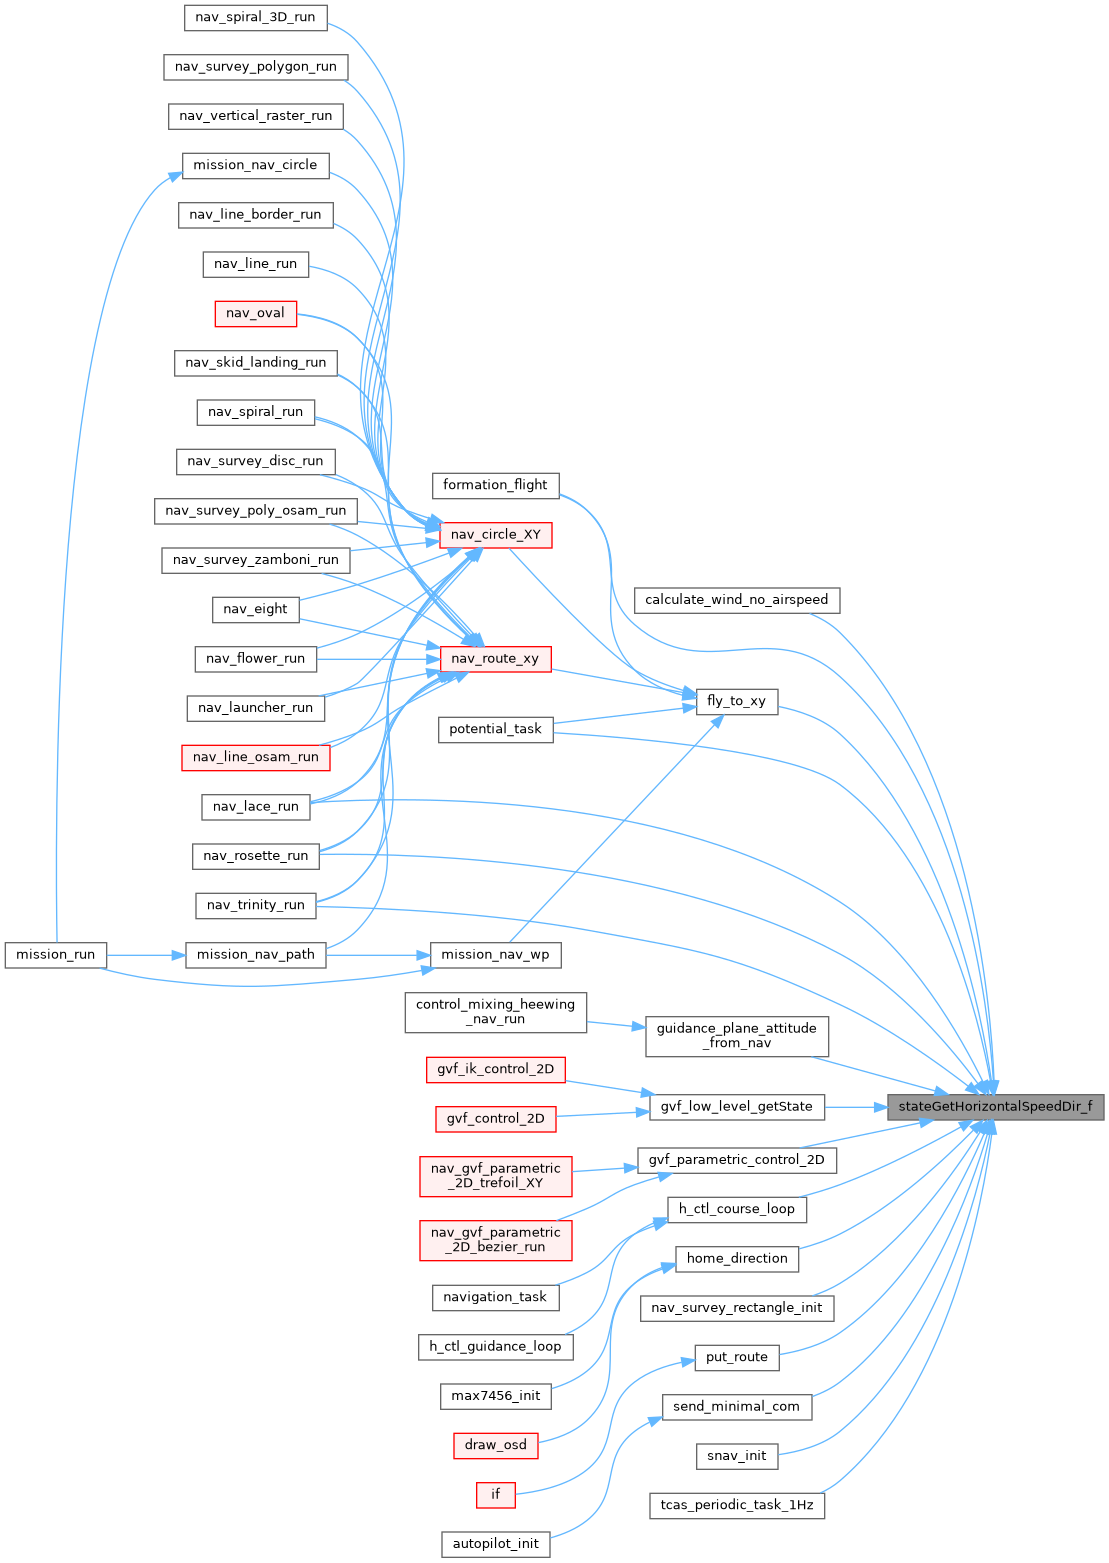 nav_spiral_3D_run
nav_survey_polygon_run
nav_vertical_raster_run
mission_nav_circle
nav_line_border_run
nav_line_run
nav_oval
nav_skid_landing_run
nav_spiral_run
nav_survey_disc_run
formation_flight
nav_survey_poly_osam_run
nav_circle_XY
nav_survey_zamboni_run
calculate_wind_no_airspeed
nav_eight
nav_flower_run
nav_route_xy
nav_launcher_run
fly_to_xy
potential_task
nav_line_osam_run
nav_lace_run
nav_rosette_run
nav_trinity_run
mission_run
mission_nav_path
mission_nav_wp
control_mixing_heewing
_nav_run
guidance_plane_attitude
_from_nav
gvf_ik_control_2D
gvf_low_level_getState
stateGetHorizontalSpeedDir_f
gvf_control_2D
gvf_parametric_control_2D
nav_gvf_parametric
_2D_trefoil_XY
h_ctl_course_loop
nav_gvf_parametric
_2D_bezier_run
home_direction
navigation_task
nav_survey_rectangle_init
h_ctl_guidance_loop
put_route
max7456_init
send_minimal_com
draw_osd
snav_init
if
tcas_periodic_task_1Hz
autopilot_init